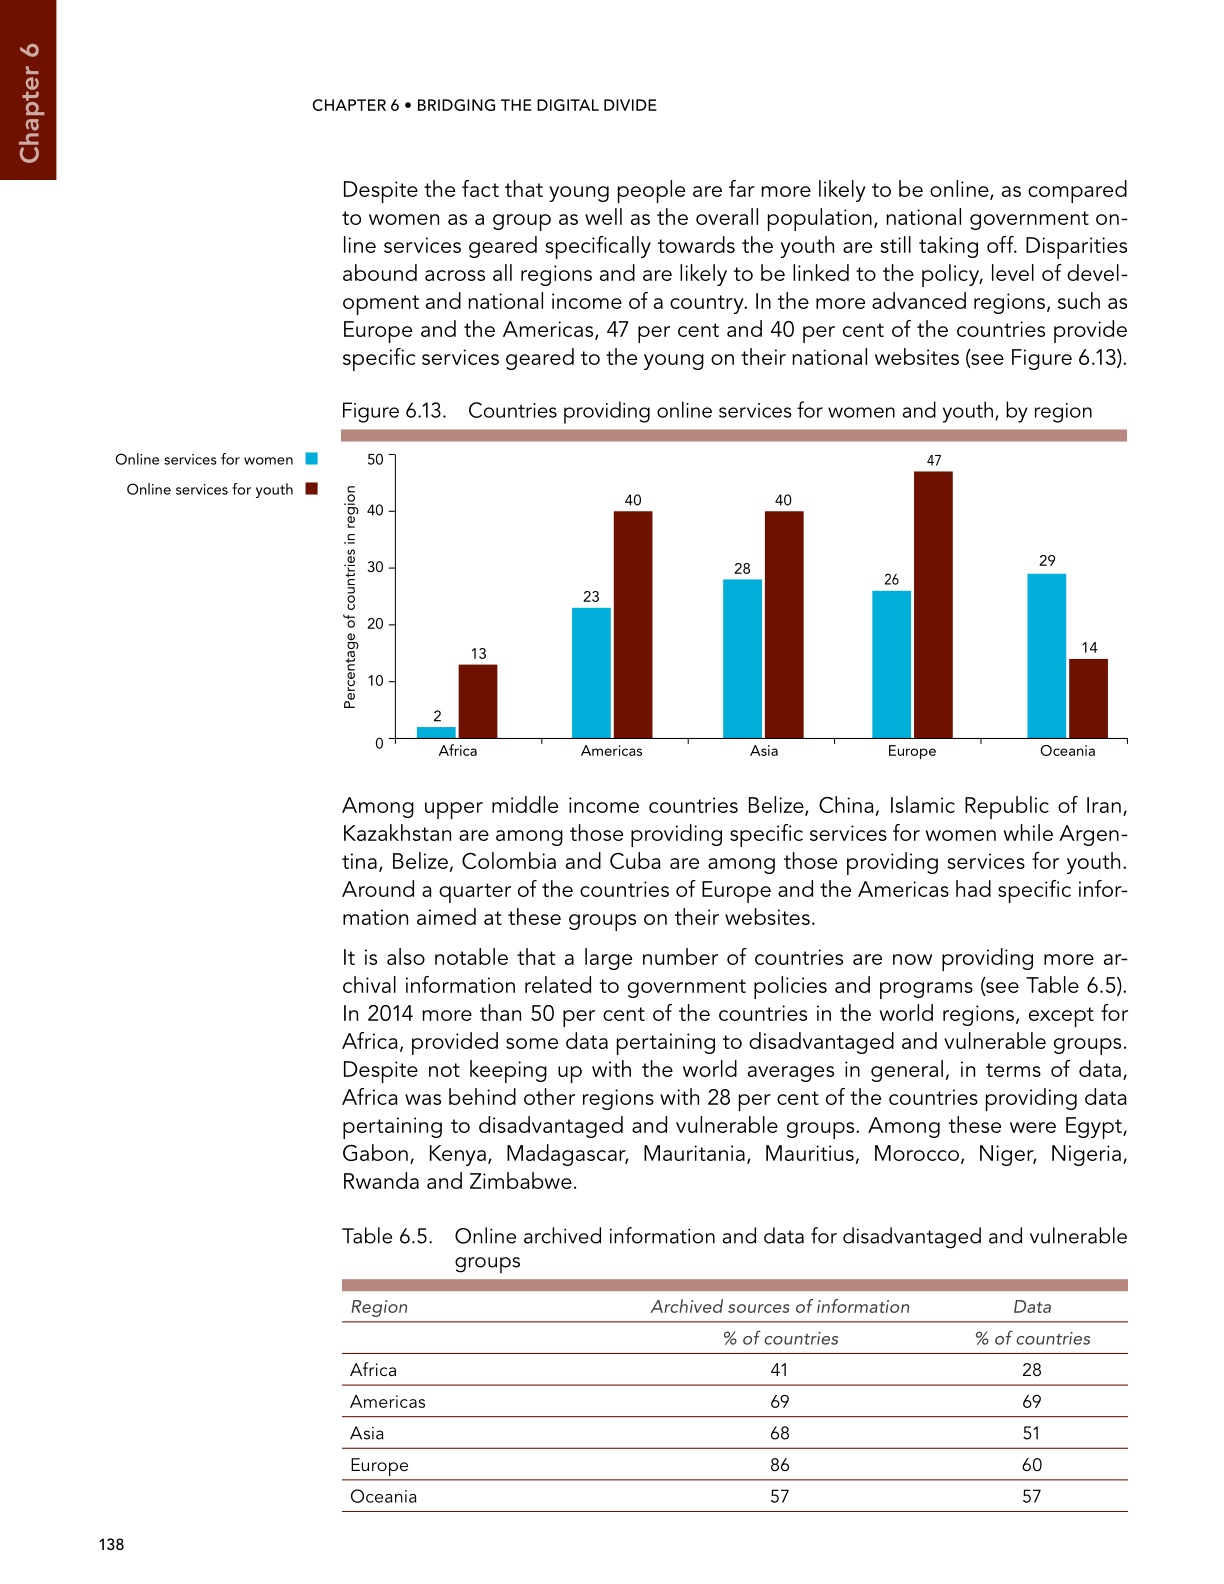 Chapter 6
CHAPTER 6 • BRIDGING THE DIGITAL DIVIDE
Despite the fact that young people are far more likely to be online, as compared
to women as a group as well as the overall population, national government on-
line services geared specifically towards the youth are still taking off. Disparities
abound across all regions and are likely to be linked to the policy, level of devel-
opment and national income of a country. In the more advanced regions, such as
Europe and the Americas, 47 per cent and 40 per cent of the countries provide
specific services geared to the young on their national websites (see Figure 6.13).
Figure 6.13. Countries providing online services for women and youth, by region
Online services for women
Online services for youth
Percentage of countries in region
50
40
30
20
10
0
2
13
23
40
28
40
26
47
29
14
Africa
Americas
Asia
Europe
Oceania
Among upper middle income countries Belize, China, Islamic Republic of Iran,
Kazakhstan are among those providing specific services for women while Argen-
tina, Belize, Colombia and Cuba are among those providing services for youth.
Around a quarter of the countries of Europe and the Americas had specific infor-
mation aimed at these groups on their websites.
It is also notable that a large number of countries are now providing more ar-
chival information related to government policies and programs (see Table 6.5).
In 2014 more than 50 per cent of the countries in the world regions, except for
Africa, provided some data pertaining to disadvantaged and vulnerable groups.
Despite not keeping up with the world averages in general, in terms of data,
Africa was behind other regions with 28 per cent of the countries providing data
pertaining to disadvantaged and vulnerable groups. Among these were Egypt,
Gabon, Kenya, Madagascar, Mauritania, Mauritius, Morocco, Niger, Nigeria,
Rwanda and Zimbabwe.
Table 6.5. Online archived information and data for disadvantaged and vulnerable
groups
Region Archived sources of information Data
% of countries % of countries
Africa 41 28
Americas 69 69
Asia 68 51
Europe 86 60
Oceania 57 57
138